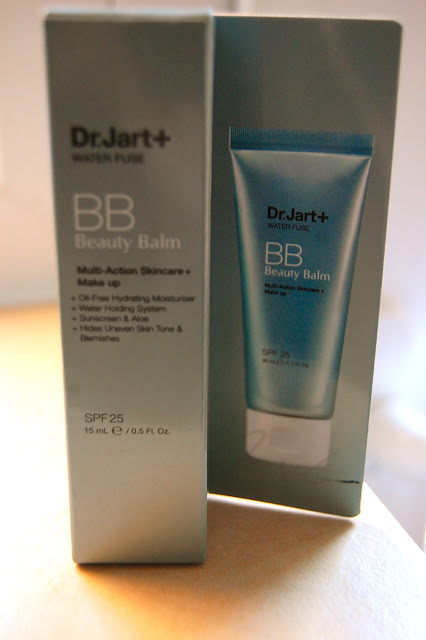 Dr.Jart+
WATER FUSE
BB
Beauty Balm
Multi-Action Skincare +
Make up
+ Oil-Free Hydrating Moisturiser
+ Water Holding System
+ Sunscreen & Aloe
+ Hides Uneven Skin Tone &
Blemishes
SPF 25
15 mL ℮ / 0.5 Fl. Oz.
Dr.Jart+
WATER FUSE
BB
Beauty Balm
Multi-Action Skincare +
Make up
SPF 25